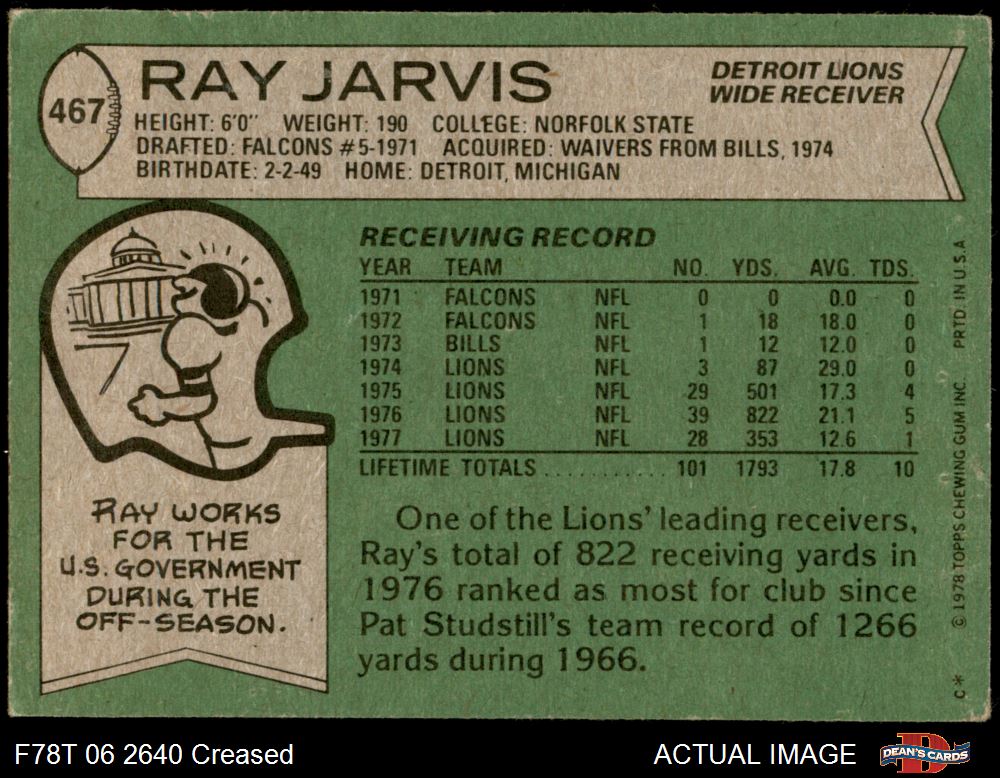 467
RAY JARVIS
DETROIT LIONS
WIDE RECEIVER
HEIGHT: 6'0" WEIGHT: 190 COLLEGE: NORFOLK STATE
DRAFTED: FALCONS #5-1971 ACQUIRED: WAIVERS FROM BILLS, 1974
BIRTHDATE: 2-2-49 HOME: DETROIT, MICHIGAN
RECEIVING RECORD
YEAR TEAM NO. YDS. AVG. TDS.
1971 FALCONS NFL 0 0 0.0 0
1972 FALCONS NFL 1 18 18.0 0
1973 BILLS NFL 1 12 12.0 0
1974 LIONS NFL 3 87 29.0 0
1975 LIONS NFL 29 501 17.3 4
1976 LIONS NFL 39 822 21.1 5
1977 LIONS NFL 28 353 12.6 1
LIFETIME TOTALS . . . . . . . . . . . 101 1793 17.8 10
RAY WORKS
FOR THE
U.S. GOVERNMENT
DURING THE
OFF-SEASON.
One of the Lions' leading receivers,
Ray's total of 822 receiving yards in
1976 ranked as most for club since
Pat Studstill's team record of 1266
yards during 1966.
C* © 1978 TOPPS CHEWING GUM INC. PRTD. IN U.S.A
F78T 06 2640 Creased
ACTUAL IMAGE
DEAN'S CARDS